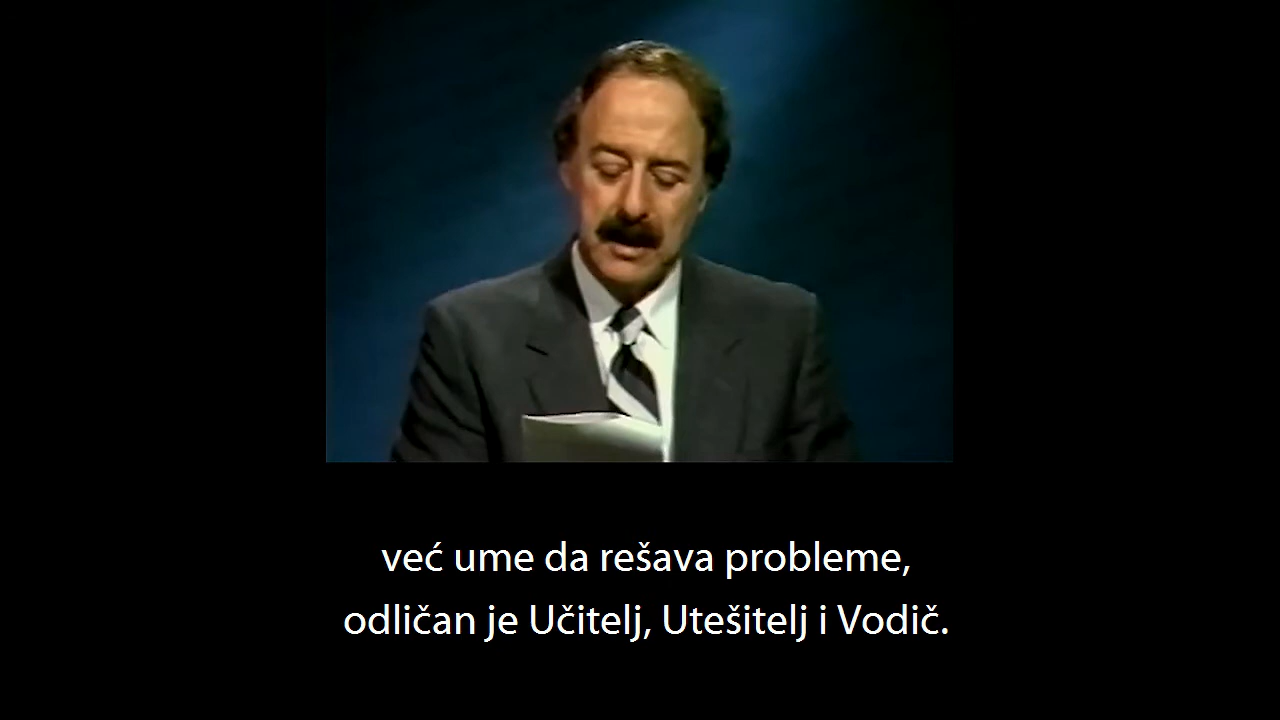 već ume da rešava probleme,
odličan je Učitelj, Utešitelj i Vodič.